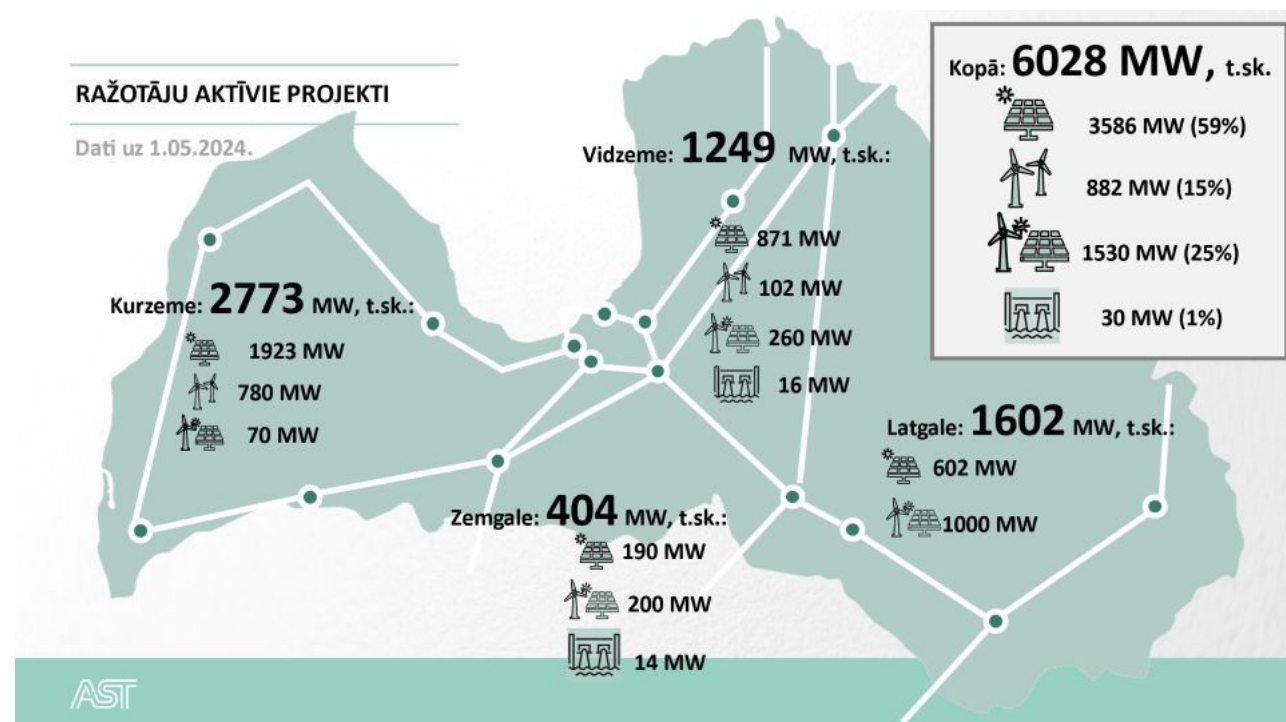 RAŽOTĀJU AKTĪVIE PROJEKTI
Dati uz 1.05.2024.
Kopā: 6028 MW, t.sk.
3586 MW (59%)
882 MW (15%)
1530 MW (25%)
30 MW (1%)
Vidzeme: 1249 MW, t.sk.:
871 MW
102 MW
260 MW
16 MW
Kurzeme: 2773 MW, t.sk.:
1923 MW
780 MW
70 MW
Latgale: 1602 MW, t.sk.:
602 MW
1000 MW
Zemgale: 404 MW, t.sk.:
190 MW
200 MW
14 MW
AST